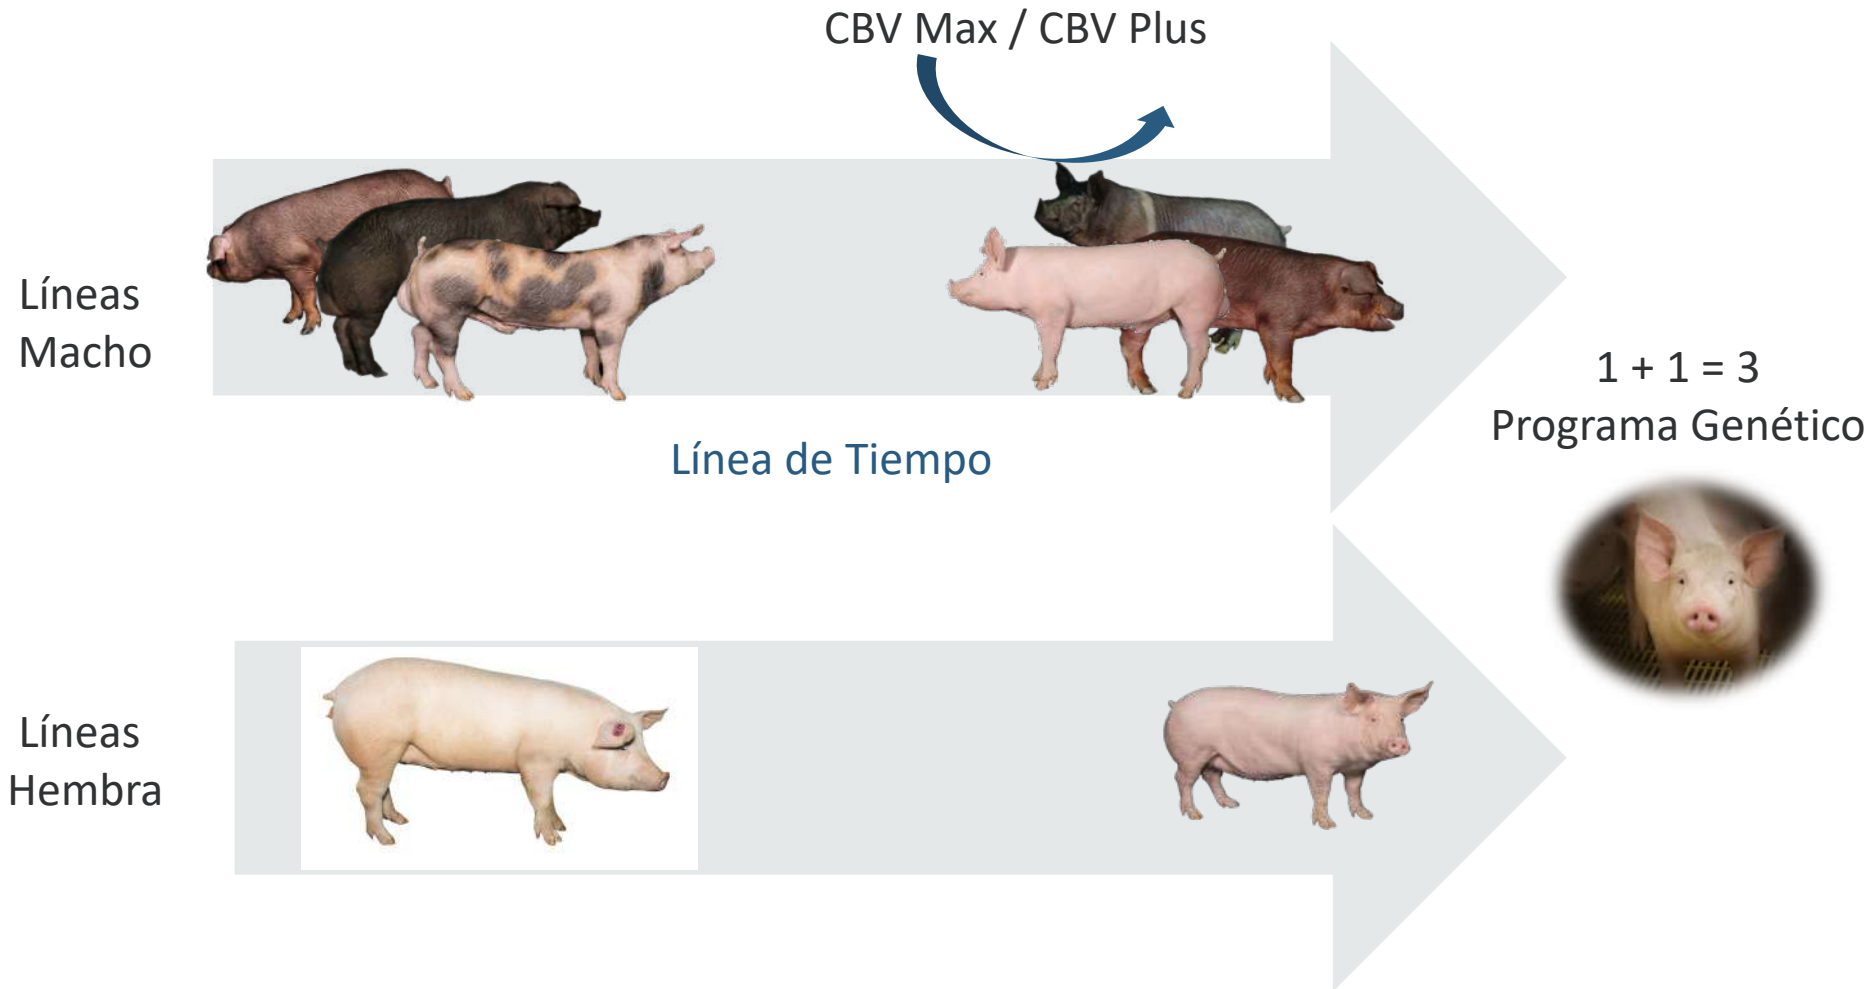 CBV Max / CBV Plus
Líneas
Macho
1 + 1 = 3
Programa Genético
Línea de Tiempo
Líneas
Hembra